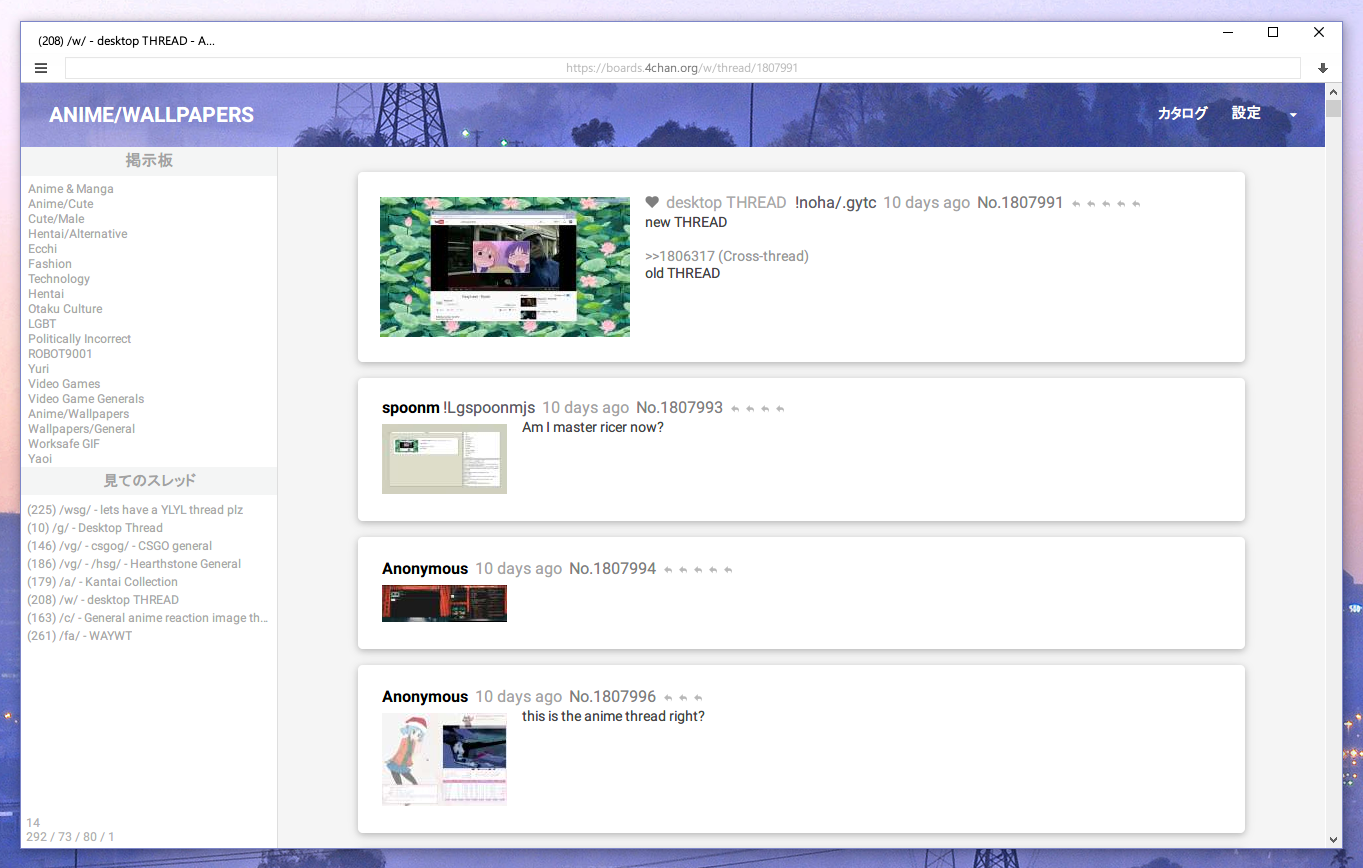 (208) /w/ - desktop THREAD - A...
https://boards.4chan.org/w/thread/1807991
ANIME/WALLPAPERS
カタログ 設定
掲示板
Anime & Manga
Anime/Cute
Cute/Male
Hentai/Alternative
Ecchi
Fashion
Technology
Hentai
Otaku Culture
LGBT
Politically Incorrect
ROBOT9001
Yuri
Video Games
Video Game Generals
Anime/Wallpapers
Wallpapers/General
Worksafe GIF
Yaoi
見てのスレッド
(225) /wsg/ - lets have a YLYL thread plz
(10) /g/ - Desktop Thread
(146) /vg/ - csgog/ - CSGO general
(186) /vg/ - /hsg/ - Hearthstone General
(179) /a/ - Kantai Collection
(208) /w/ - desktop THREAD
(163) /c/ - General anime reaction image th...
(261) /fa/ - WAYWT
14
292 / 73 / 80 / 1
desktop THREAD !noha/.gytc 10 days ago No.1807991
new THREAD
>>1806317 (Cross-thread)
old THREAD
spoonm !Lgspoonmjs 10 days ago No.1807993
Am I master ricer now?
Anonymous 10 days ago No.1807994
Anonymous 10 days ago No.1807996
this is the anime thread right?